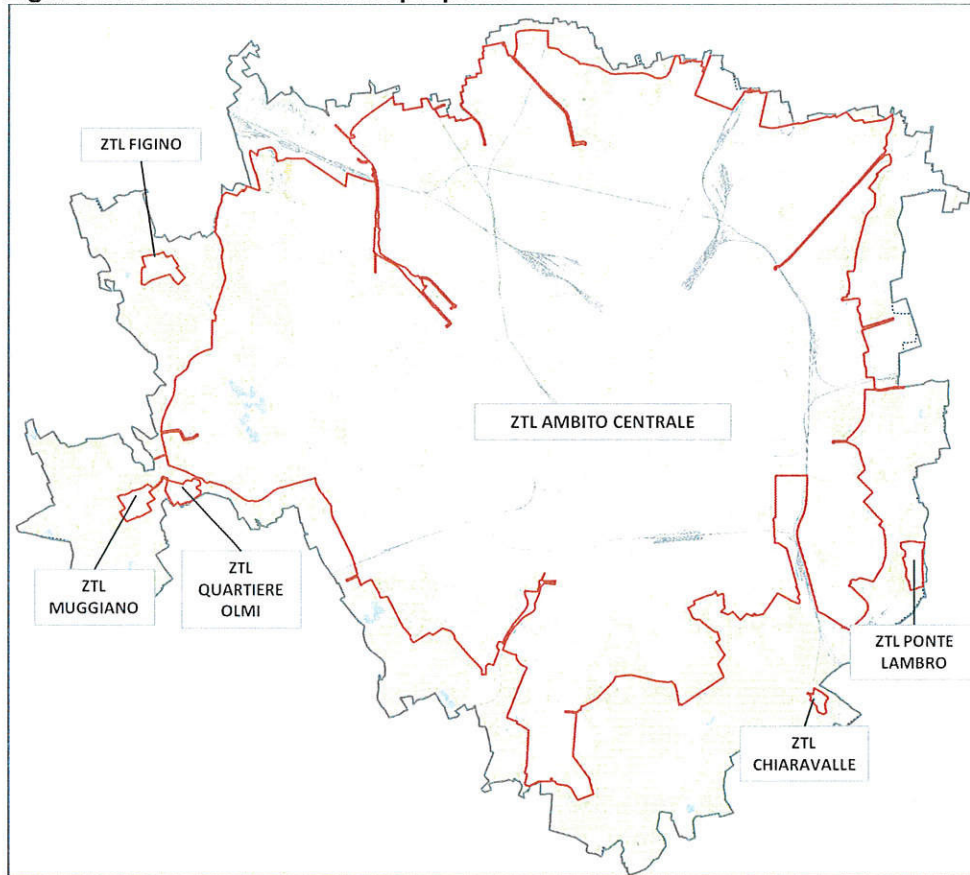 ZTL FIGINO
ZTL AMBITO CENTRALE
ZTL
MUGGIANO
ZTL
QUARTIERE
OLMI
ZTL PONTE
LAMBRO
ZTL
CHIARAVALLE